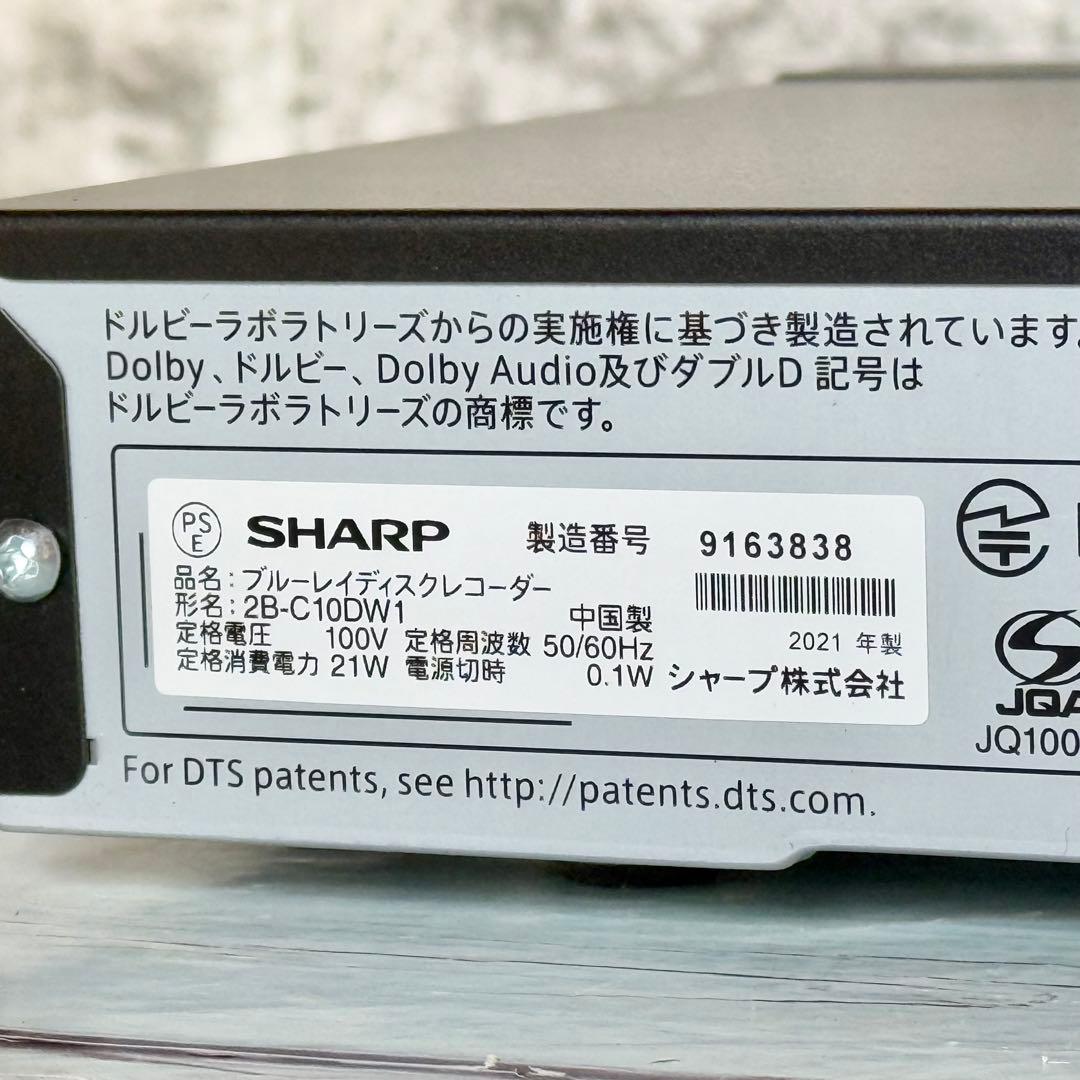 ドルビーラボラトリーズからの実施権に基づき製造されています。
Dolby、ドルビー、Dolby Audio及びダブルD 記号は
ドルビーラボラトリーズの商標です。
PS E SHARP 製造番号 9163838
品名：ブルーレイディスクレコーダー
形名：2B-C10DW1 中国製
定格電圧 100V 定格周波数 50/60Hz 2021 年製
定格消費電力 21W 電源切時 0.1W シャープ株式会社
JQA
JQ100
For DTS patents, see http://patents.dts.com.